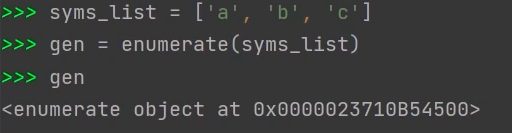 >>> syms_list = ['a', 'b', 'c']
>>> gen = enumerate(syms_list)
>>> gen
<enumerate object at 0x0000023710B54500>